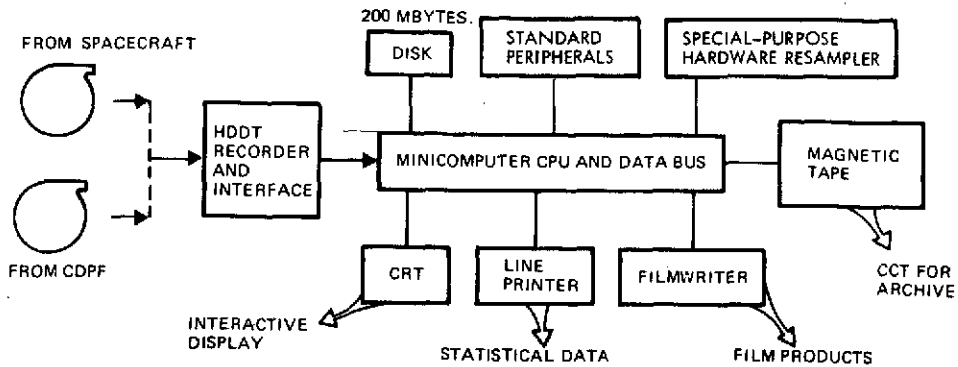 200 MBYTES.
FROM SPACECRAFT
DISK
STANDARD
PERIPHERALS
SPECIAL-PURPOSE
HARDWARE RESAMPLER
HDDT
RECORDER
AND
INTERFACE
MINICOMPUTER CPU AND DATA BUS
MAGNETIC
TAPE
FROM CDPF
CRT
LINE
PRINTER
FILMWRITER
CCT FOR
ARCHIVE
INTERACTIVE
DISPLAY
STATISTICAL DATA
FILM PRODUCTS